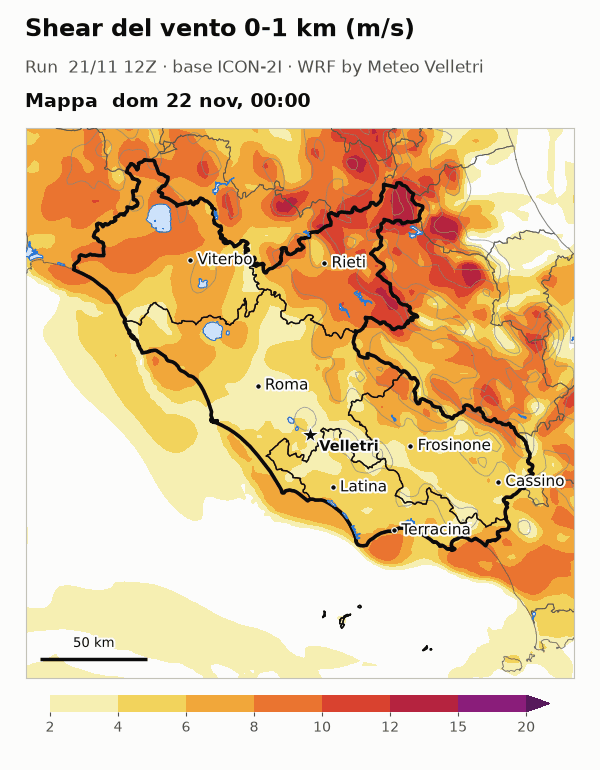 Shear del vento 0-1 km (m/s)
Run  21/11 12Z · base ICON-2I · WRF by Meteo Velletri
Mappa  dom 22 nov, 00:00
Viterbo
Rieti
Roma
Velletri
Frosinone
Latina
Cassino
Terracina
50 km
2 4 6 8 10 12 15 20